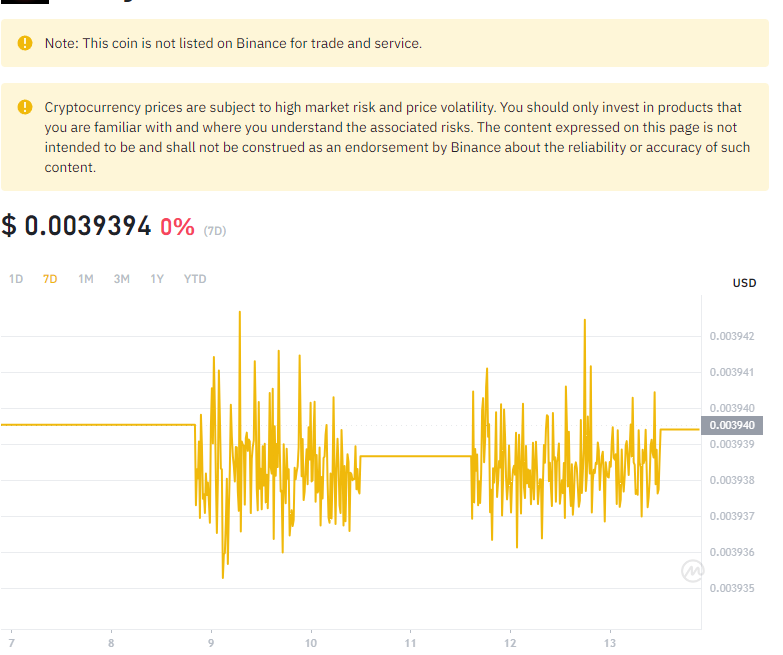 Note: This coin is not listed on Binance for trade and service.
Cryptocurrency prices are subject to high market risk and price volatility. You should only invest in products that
you are familiar with and where you understand the associated risks. The content expressed on this page is not
intended to be and shall not be construed as an endorsement by Binance about the reliability or accuracy of such
content.
$ 0.0039394 0% (7D)
1D 7D 1M 3M 1Y YTD
USD
0.003942
0.003941
0.003940
0.003940
0.003939
0.003938
0.003937
0.003936
0.003935
7 8 9 10 11 12 13